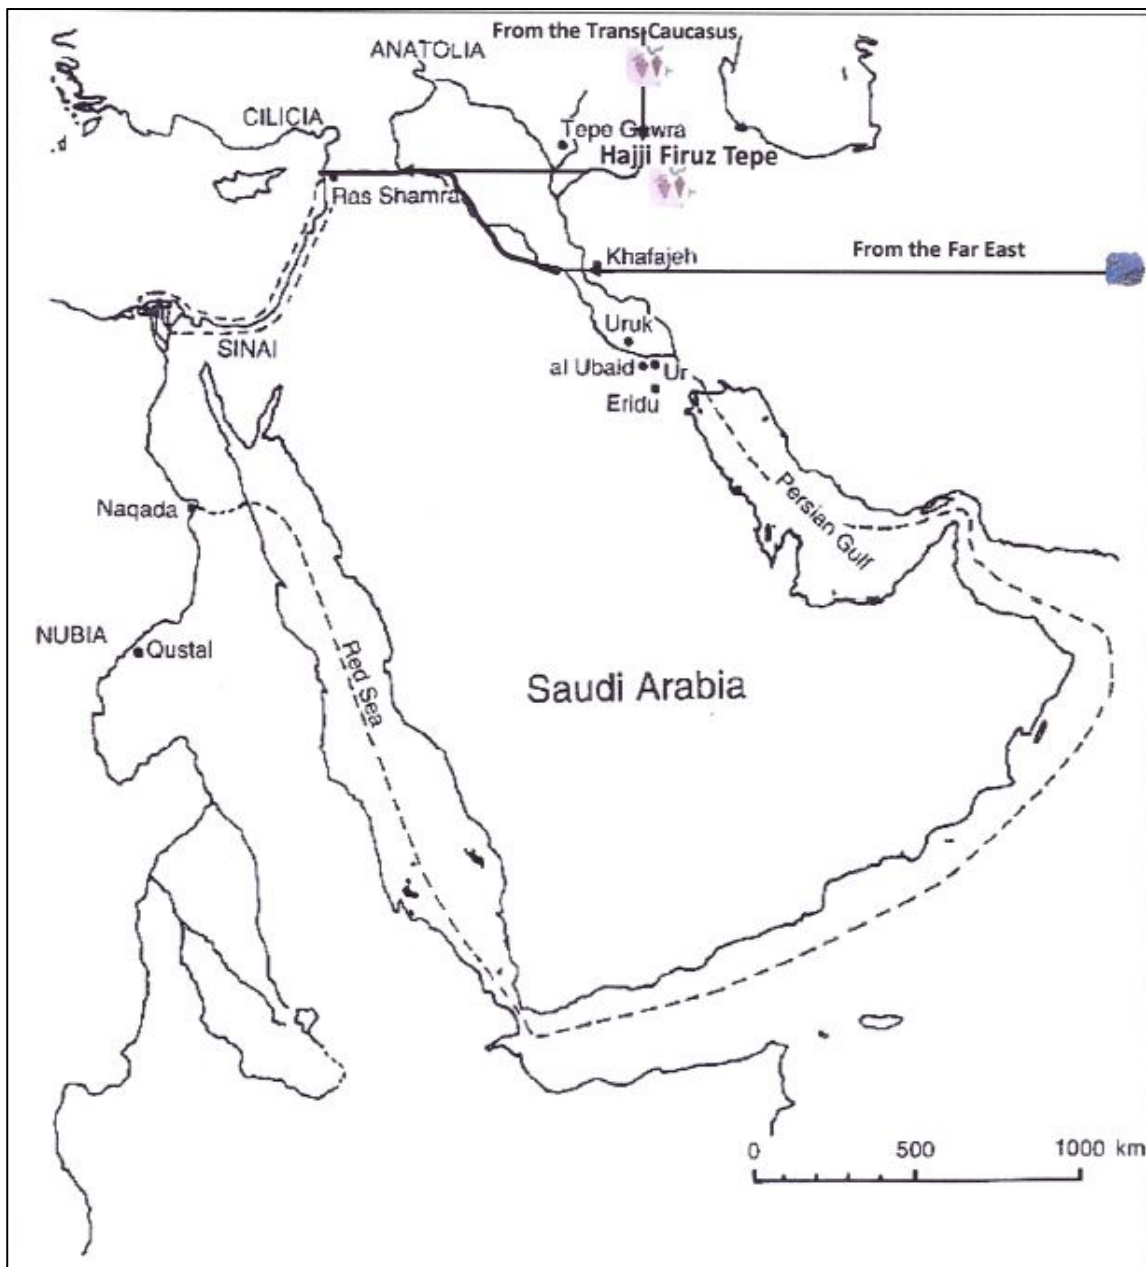 From the Trans Caucasus
ANATOLIA
CILICIA
Tepe Gawra
Hajji Firuz Tepe
Ras Shamra
From the Far East
Khafajeh
Uruk
SINAI
al Ubaid
Ur
Eridu
Naqada
Persian Gulf
NUBIA
Qustal
Red Sea
Saudi Arabia
0 500 1000 km